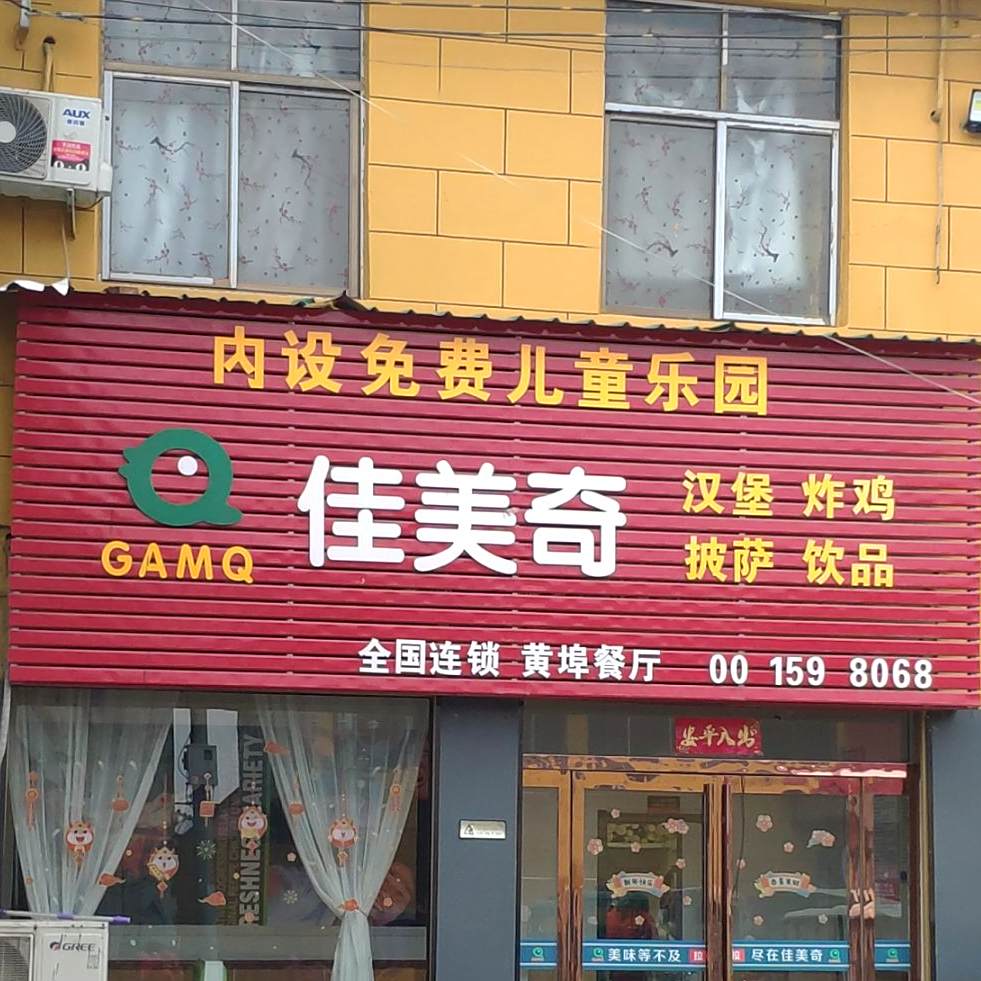 AUX
内设免费儿童乐园
GAMQ
佳美奇
汉堡 炸鸡
披萨 饮品
全国连锁 黄埠餐厅 00 159 8068
安平入出
RESHNE
ARIETY
GREE
美味等不及
尽在佳美奇